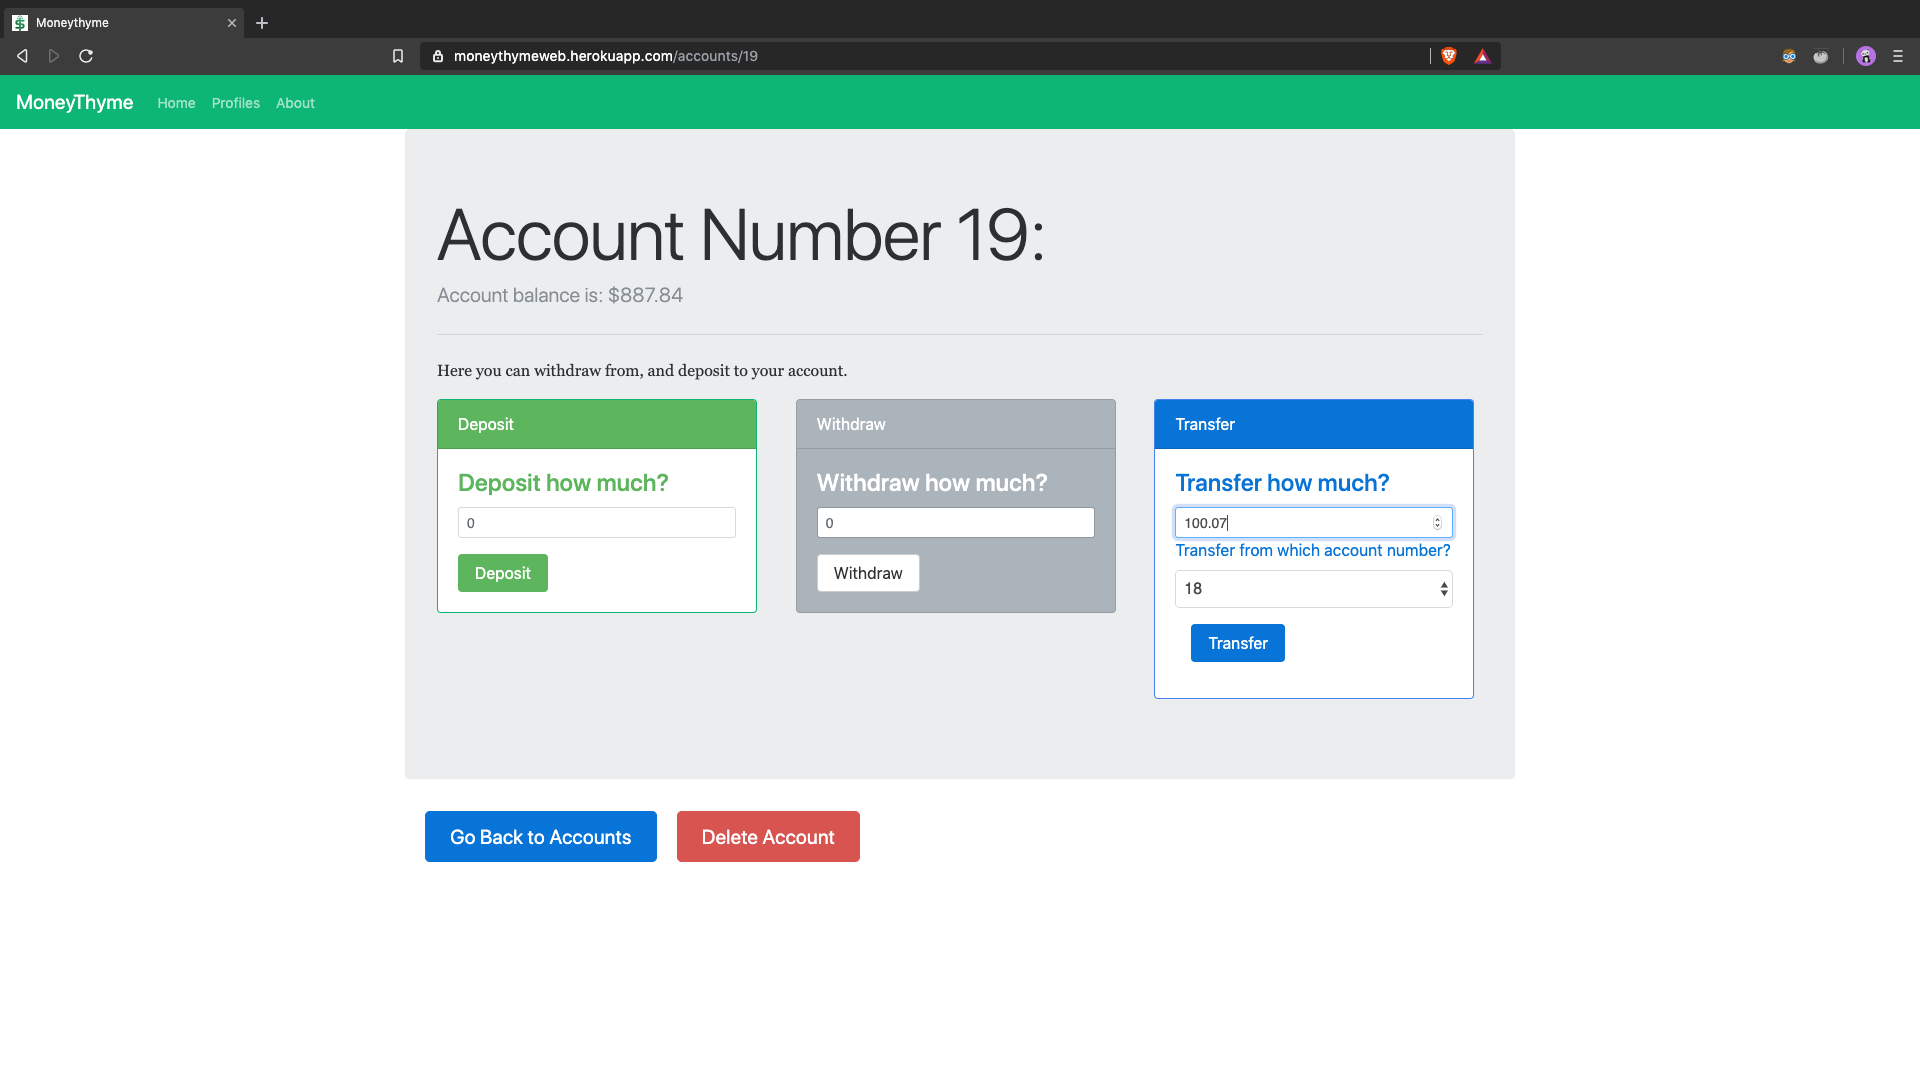 Moneythyme
moneythymeweb.herokuapp.com/accounts/19
MoneyThyme Home Profiles About
Account Number 19:
Account balance is: $887.84
Here you can withdraw from, and deposit to your account.
Deposit
Deposit how much?
0
Deposit
Withdraw
Withdraw how much?
0
Withdraw
Transfer
Transfer how much?
100.07
Transfer from which account number?
18
Transfer
Go Back to Accounts
Delete Account